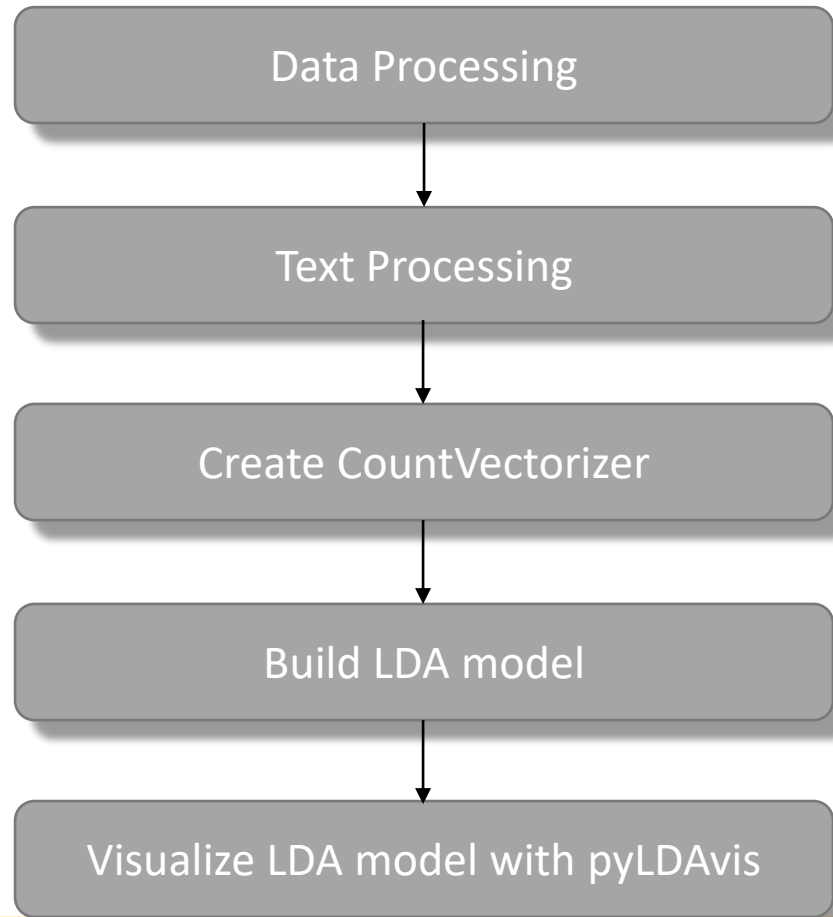 Data Processing
Text Processing
Create CountVectorizer
Build LDA model
Visualize LDA model with pyLDAvis